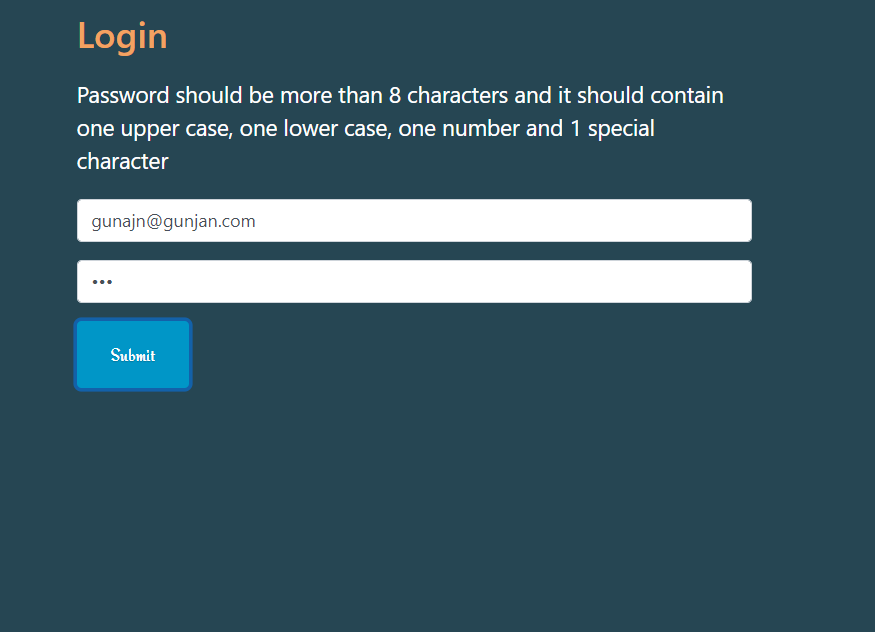 Login
Password should be more than 8 characters and it should contain
one upper case, one lower case, one number and 1 special
character
gunajn@gunjan.com
•••
Submit